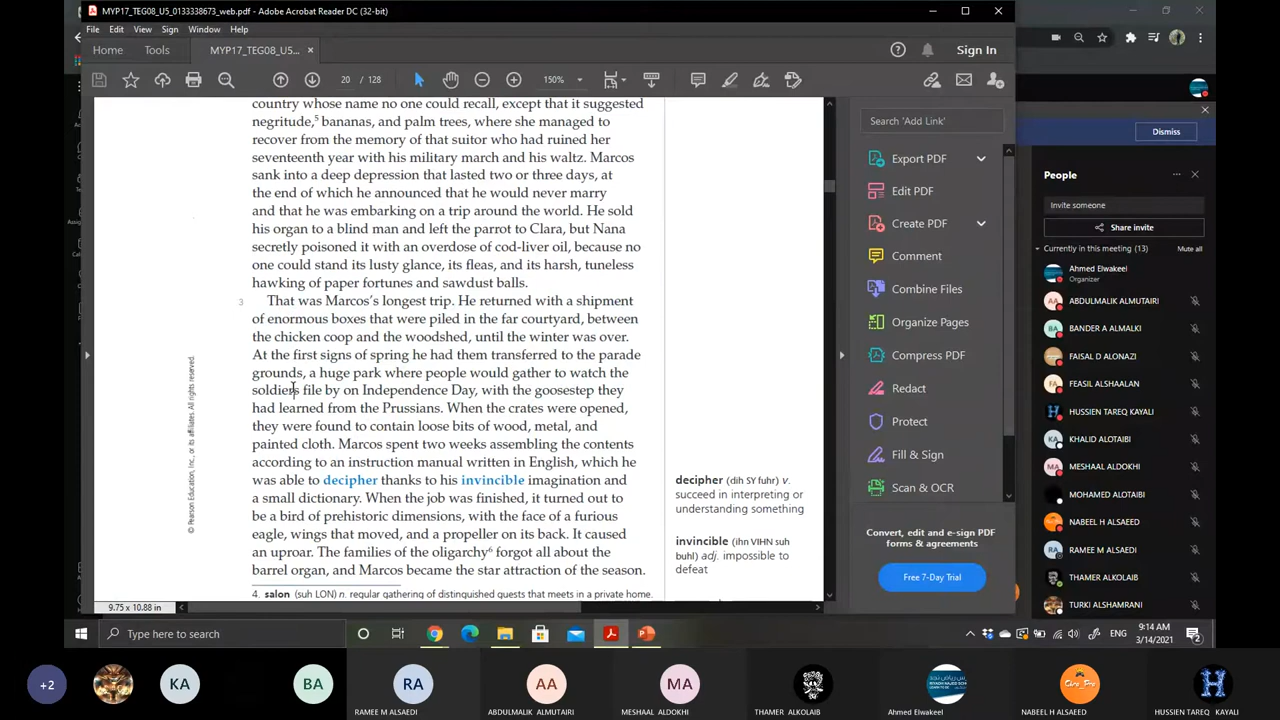 MYP17_TEG08_U5_0133338673_web.pdf - Adobe Acrobat Reader DC (32-bit)
File Edit View Sign Window Help
Home Tools MYP17_TEG08_U5... × Sign In
20 / 128 150%
country whose name no one could recall, except that it suggested
negritude,5 bananas, and palm trees, where she managed to
recover from the memory of that suitor who had ruined her
seventeenth year with his military march and his waltz. Marcos
sank into a deep depression that lasted two or three days, at
the end of which he announced that he would never marry
and that he was embarking on a trip around the world. He sold
his organ to a blind man and left the parrot to Clara, but Nana
secretly poisoned it with an overdose of cod-liver oil, because no
one could stand its lusty glance, its fleas, and its harsh, tuneless
hawking of paper fortunes and sawdust balls.
3 That was Marcos's longest trip. He returned with a shipment
of enormous boxes that were piled in the far courtyard, between
the chicken coop and the woodshed, until the winter was over.
At the first signs of spring he had them transferred to the parade
grounds, a huge park where people would gather to watch the
soldiers file by on Independence Day, with the goosestep they
had learned from the Prussians. When the crates were opened,
they were found to contain loose bits of wood, metal, and
painted cloth. Marcos spent two weeks assembling the contents
according to an instruction manual written in English, which he
was able to decipher thanks to his invincible imagination and
a small dictionary. When the job was finished, it turned out to
be a bird of prehistoric dimensions, with the face of a furious
eagle, wings that moved, and a propeller on its back. It caused
an uproar. The families of the oligarchy6 forgot all about the
barrel organ, and Marcos became the star attraction of the season.
4. salon (suh LON) n. regular gathering of distinguished guests that meets in a private home.
© Pearson Education, Inc., or its affiliates. All rights reserved.
decipher (dih SY fuhr) v.
succeed in interpreting or
understanding something
invincible (ihn VIHN suh
buhl) adj. impossible to
defeat
9.75 x 10.88 in
Search 'Add Link'
Export PDF
Edit PDF
Create PDF
Comment
Combine Files
Organize Pages
Compress PDF
Redact
Protect
Fill & Sign
Scan & OCR
Convert, edit and e-sign PDF
forms & agreements
Free 7-Day Trial
Dismiss
People
Invite someone
Share invite
Currently in this meeting (13) Mute all
Ahmed Elwakeel
Organizer
AA ABDULMALIK ALMUTAIRI
BA BANDER A ALMALKI
FA FAISAL D ALONAZI
FA FEASIL ALSHAALAN
HUSSIEN TAREQ KAYALI
KA KHALID ALOTAIBI
MA MESHAAL ALDOKHI
MOHAMED ALOTAIBI
NABEEL H ALSAEED
RA RAMEE M ALSAEDI
THAMER ALKOLAIB
TURKI ALSHAMRANI
Type here to search
ENG
9:14 AM
3/14/2021
2
+2 KA BA RA AA MA
RAMEE M ALSAEDI ABDULMALIK ALMUTAIRI MESHAAL ALDOKHI THAMER ALKOLAIB Ahmed Elwakeel NABEEL H ALSAEED HUSSIEN TAREQ KAYALI